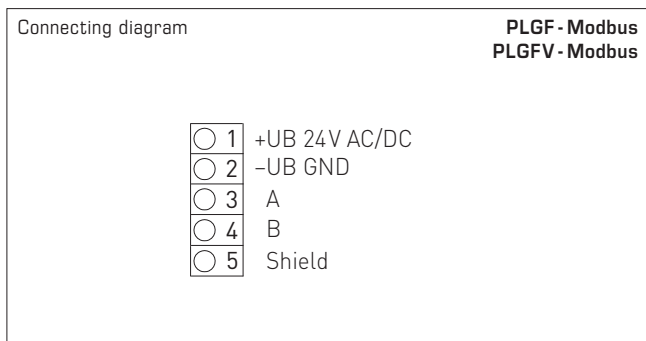 Connecting diagram
PLGF - Modbus
PLGFV - Modbus
1 +UB 24V AC/DC
2 –UB GND
3 A
4 B
5 Shield